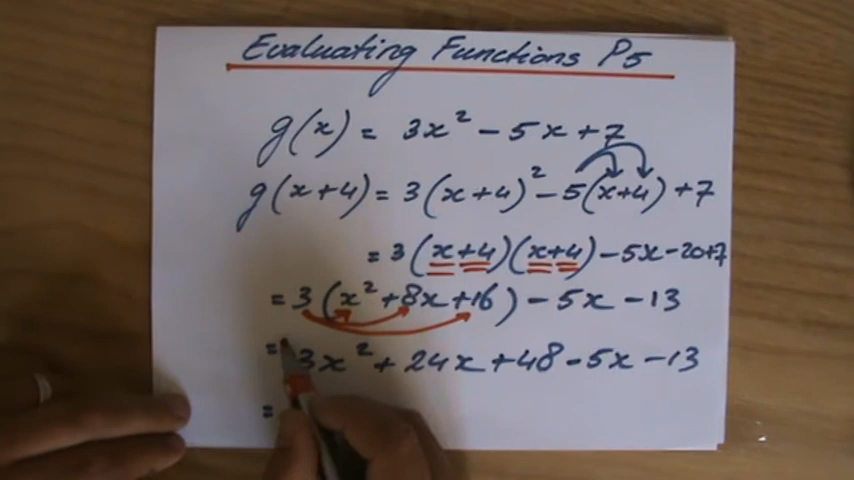 Evaluating Functions P5
g(x) = 3x² - 5x + 7
g(x+4) = 3(x+4)² - 5(x+4) + 7
= 3(x+4)(x+4) - 5x - 20 + 7
= 3(x² + 8x + 16) - 5x - 13
= 3x² + 24x + 48 - 5x - 13
=